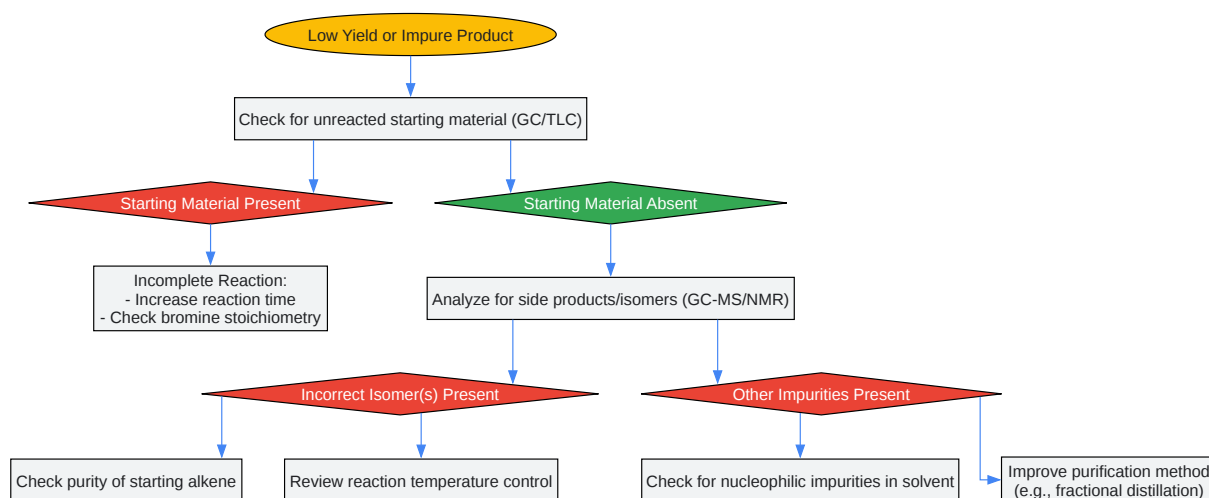 Low Yield or Impure Product
Check for unreacted starting material (GC/TLC)
Starting Material Present
Starting Material Absent
Incomplete Reaction:
- Increase reaction time
- Check bromine stoichiometry
Analyze for side products/isomers (GC-MS/NMR)
Incorrect Isomer(s) Present
Other Impurities Present
Check purity of starting alkene
Review reaction temperature control
Check for nucleophilic impurities in solvent
Improve purification method
(e.g., fractional distillation)